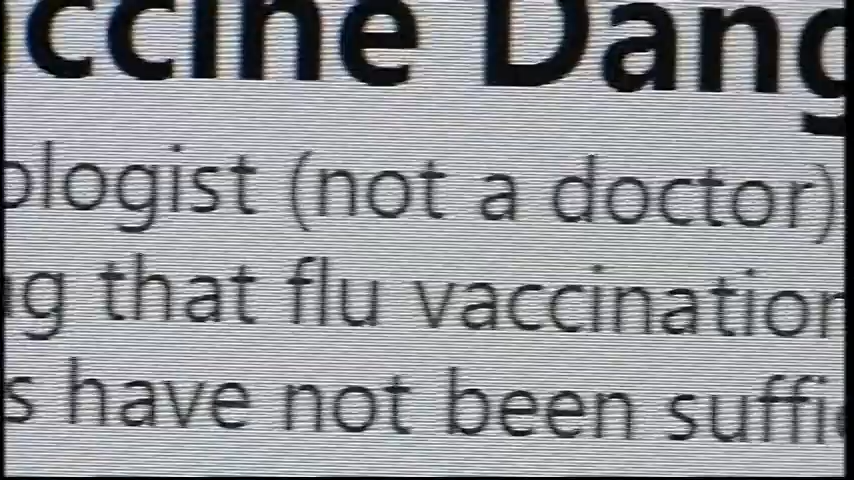 ccine Dang
ologist (not a doctor)
g that flu vaccination
s have not been suffic